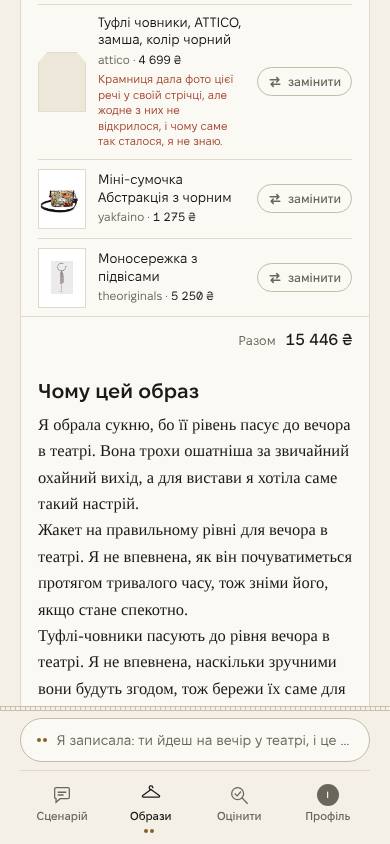 Туфлі човники, ATTICO,
замша, колір чорний
attico · 4 699 ₴
Крамниця дала фото цієї
речі у своїй стрічці, але
жодне з них не
відкрилося, і чому саме
так сталося, я не знаю.
замінити
Міні-сумочка
Абстракція з чорним
yakfaino · 1 275 ₴
замінити
Моносережка з
підвісами
theoriginals · 5 250 ₴
замінити
Разом 15 446 ₴
Чому цей образ
Я обрала сукню, бо її рівень пасує до вечора
в театрі. Вона трохи ошатніша за звичайний
охайний вихід, а для вистави я хотіла саме
такий настрій.
Жакет на правильному рівні для вечора в
театрі. Я не впевнена, як він почуватиметься
протягом тривалого часу, тож зніми його,
якщо стане спекотно.
Туфлі-човники пасують до рівня вечора в
театрі. Я не впевнена, наскільки зручними
вони будуть згодом, тож бережи їх саме для
Я записала: ти йдеш на вечір у театрі, і це ...
Сценарій
Образи
Оцінити
І
Профіль